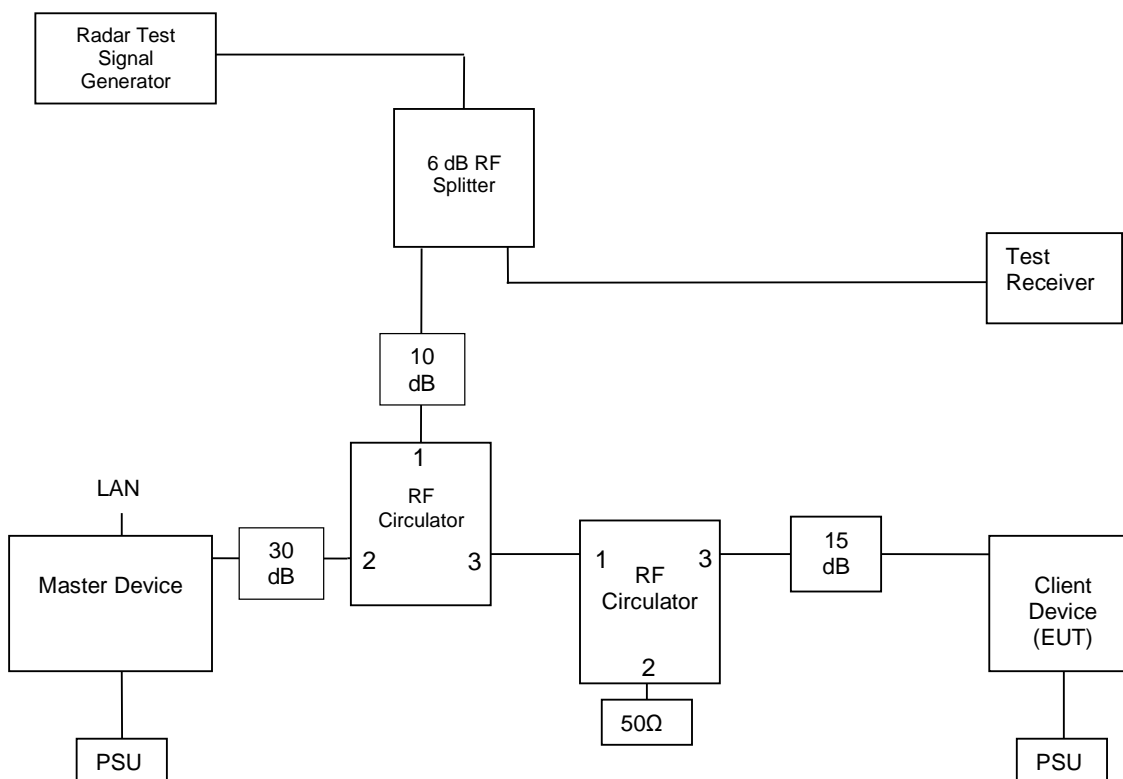 Radar Test
Signal
Generator
6 dB RF
Splitter
Test
Receiver
10
dB
1
RF
Circulator
2
3
LAN
Master Device
30
dB
1
3
RF
Circulator
2
50Ω
15
dB
Client
Device
(EUT)
PSU
PSU